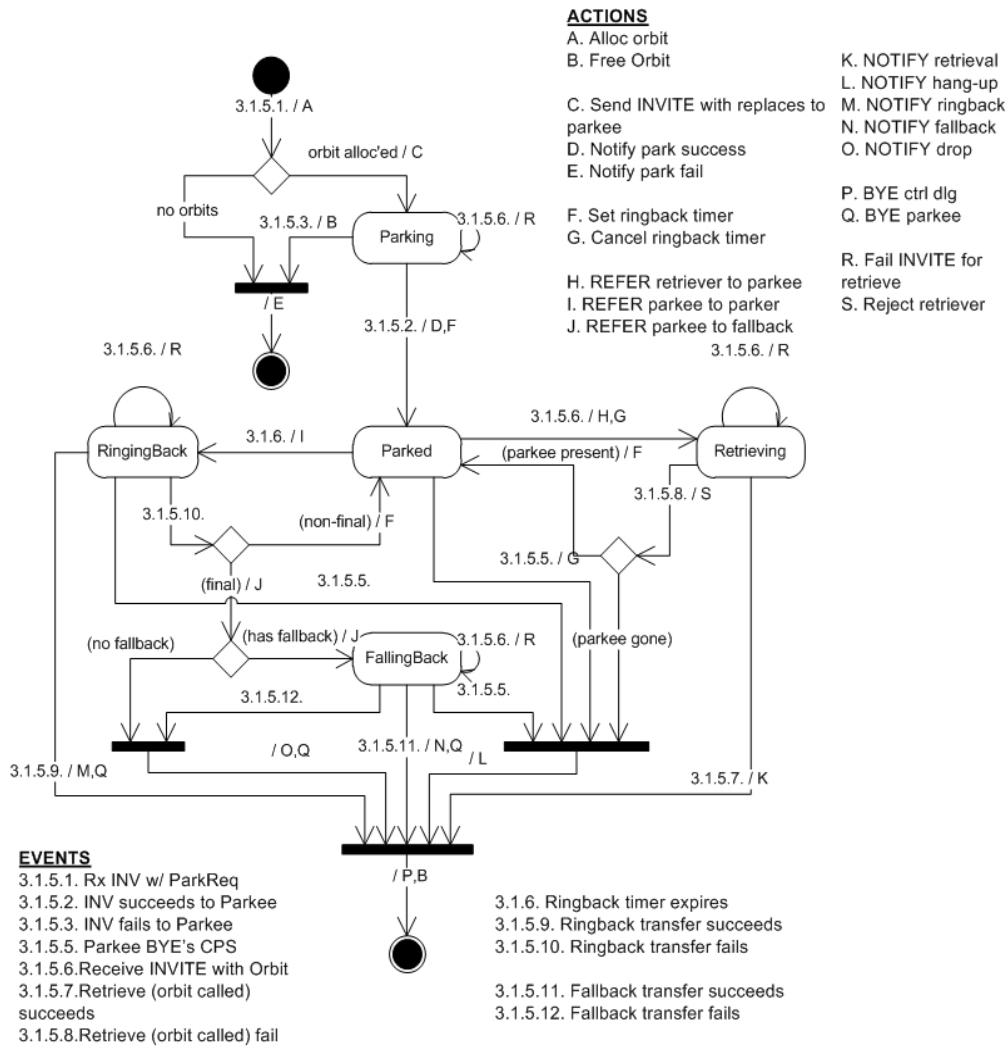 ACTIONS
A. Alloc orbit
B. Free Orbit
C. Send INVITE with replaces to
parkee
D. Notify park success
E. Notify park fail
F. Set ringback timer
G. Cancel ringback timer
H. REFER retriever to parkee
I. REFER parkee to parker
J. REFER parkee to fallback
K. NOTIFY retrieval
L. NOTIFY hang-up
M. NOTIFY ringback
N. NOTIFY fallback
O. NOTIFY drop
P. BYE ctrl dlg
Q. BYE parkee
R. Fail INVITE for
retrieve
S. Reject retriever
3.1.5.1. / A
orbit alloc'ed / C
no orbits
3.1.5.3. / B
Parking
3.1.5.6. / R
/ E
3.1.5.2. / D,F
3.1.5.6. / R
3.1.5.6. / R
RingingBack
3.1.6. / I
Parked
3.1.5.6. / H,G
(parkee present) / F
Retrieving
3.1.5.8. / S
3.1.5.10.
(non-final) / F
3.1.5.5. / G
(final) / J
3.1.5.5.
(no fallback)
(has fallback) / J
FallingBack
3.1.5.6. / R
(parkee gone)
3.1.5.5.
3.1.5.12.
/ O,Q
3.1.5.11. / N,Q
/ L
3.1.5.9. / M,Q
3.1.5.7. / K
/ P,B
EVENTS
3.1.5.1. Rx INV w/ ParkReq
3.1.5.2. INV succeeds to Parkee
3.1.5.3. INV fails to Parkee
3.1.5.5. Parkee BYE's CPS
3.1.5.6.Receive INVITE with Orbit
3.1.5.7.Retrieve (orbit called)
succeeds
3.1.5.8.Retrieve (orbit called) fail
3.1.6. Ringback timer expires
3.1.5.9. Ringback transfer succeeds
3.1.5.10. Ringback transfer fails
3.1.5.11. Fallback transfer succeeds
3.1.5.12. Fallback transfer fails